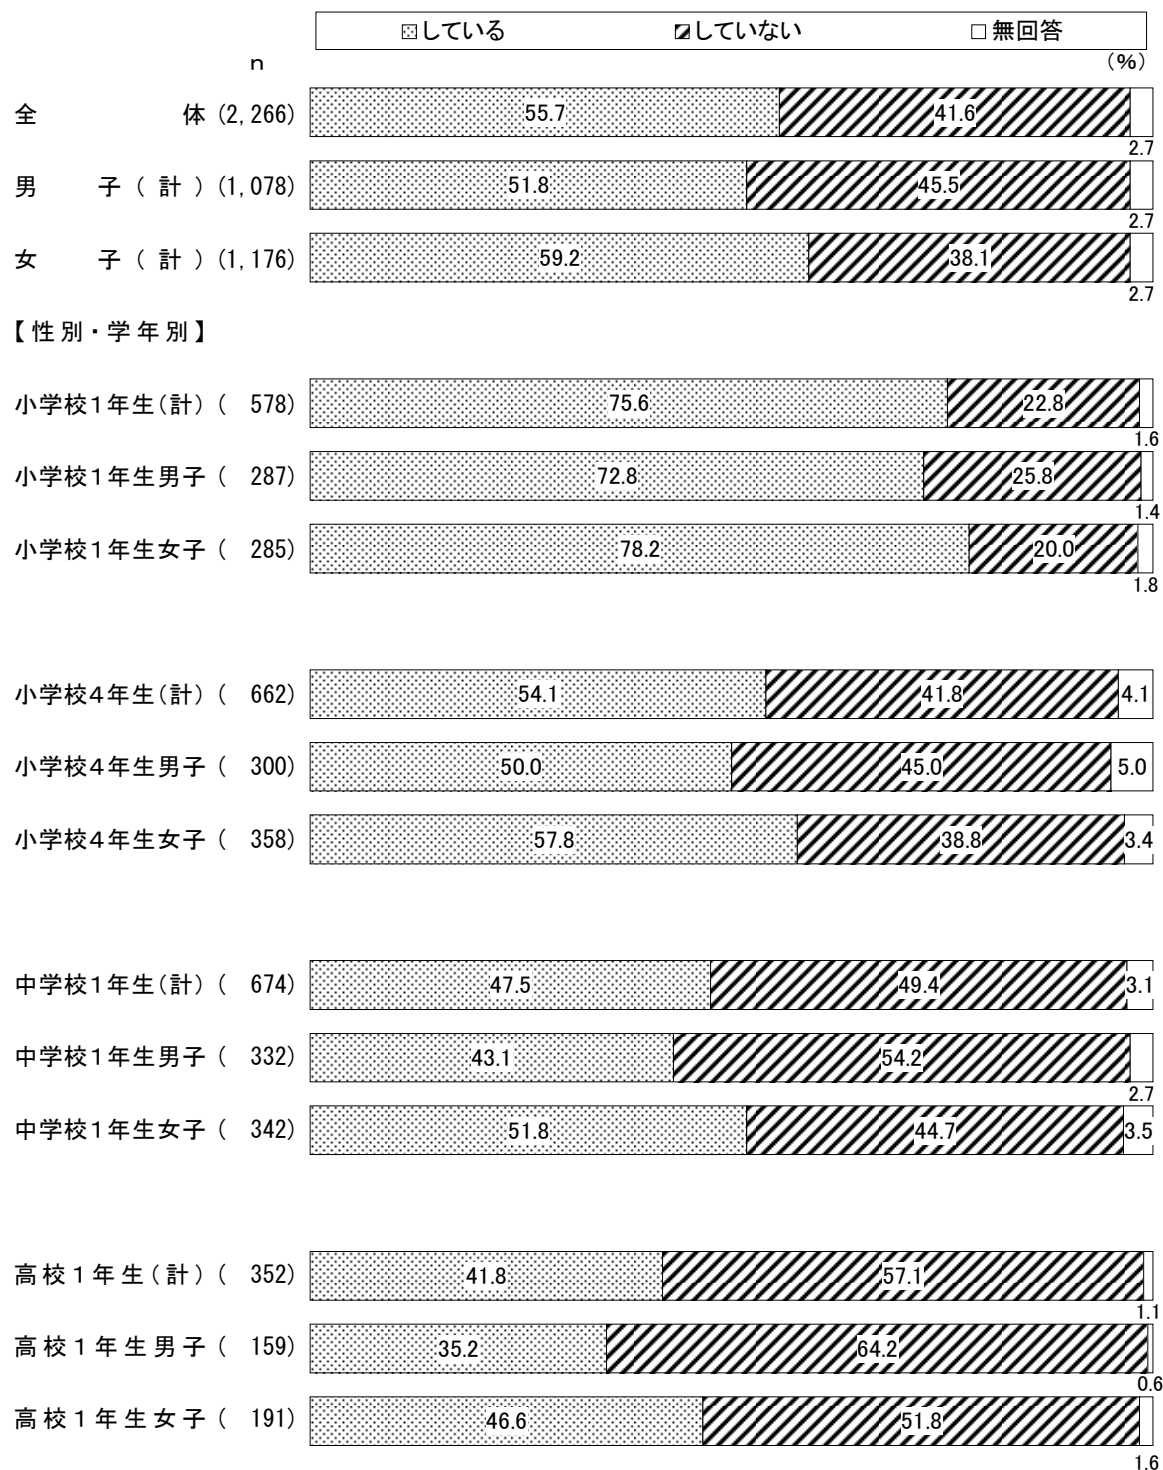 している していない 無回答
n (%)
全体 (2,266) 55.7 41.6 2.7
男子(計) (1,078) 51.8 45.5 2.7
女子(計) (1,176) 59.2 38.1 2.7
【性別・学年別】
小学校1年生(計) ( 578) 75.6 22.8 1.6
小学校1年生男子 ( 287) 72.8 25.8 1.4
小学校1年生女子 ( 285) 78.2 20.0 1.8
小学校4年生(計) ( 662) 54.1 41.8 4.1
小学校4年生男子 ( 300) 50.0 45.0 5.0
小学校4年生女子 ( 358) 57.8 38.8 3.4
中学校1年生(計) ( 674) 47.5 49.4 3.1
中学校1年生男子 ( 332) 43.1 54.2 2.7
中学校1年生女子 ( 342) 51.8 44.7 3.5
高校1年生(計) ( 352) 41.8 57.1 1.1
高校1年生男子 ( 159) 35.2 64.2 0.6
高校1年生女子 ( 191) 46.6 51.8 1.6